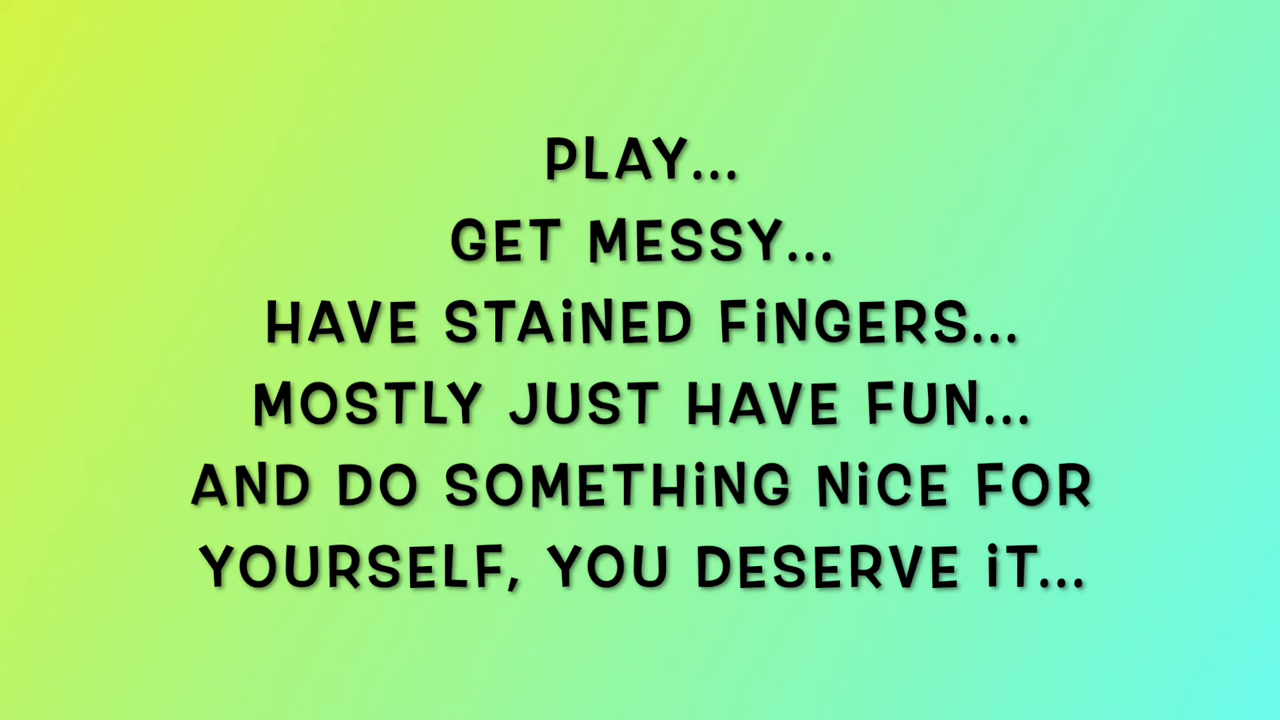 PLAY...
GET MESSY...
HAVE STAiNED FiNGERS...
MOSTLY JUST HAVE FUN...
AND DO SOMETHiNG NiCE FOR
YOURSELF, YOU DESERVE iT...